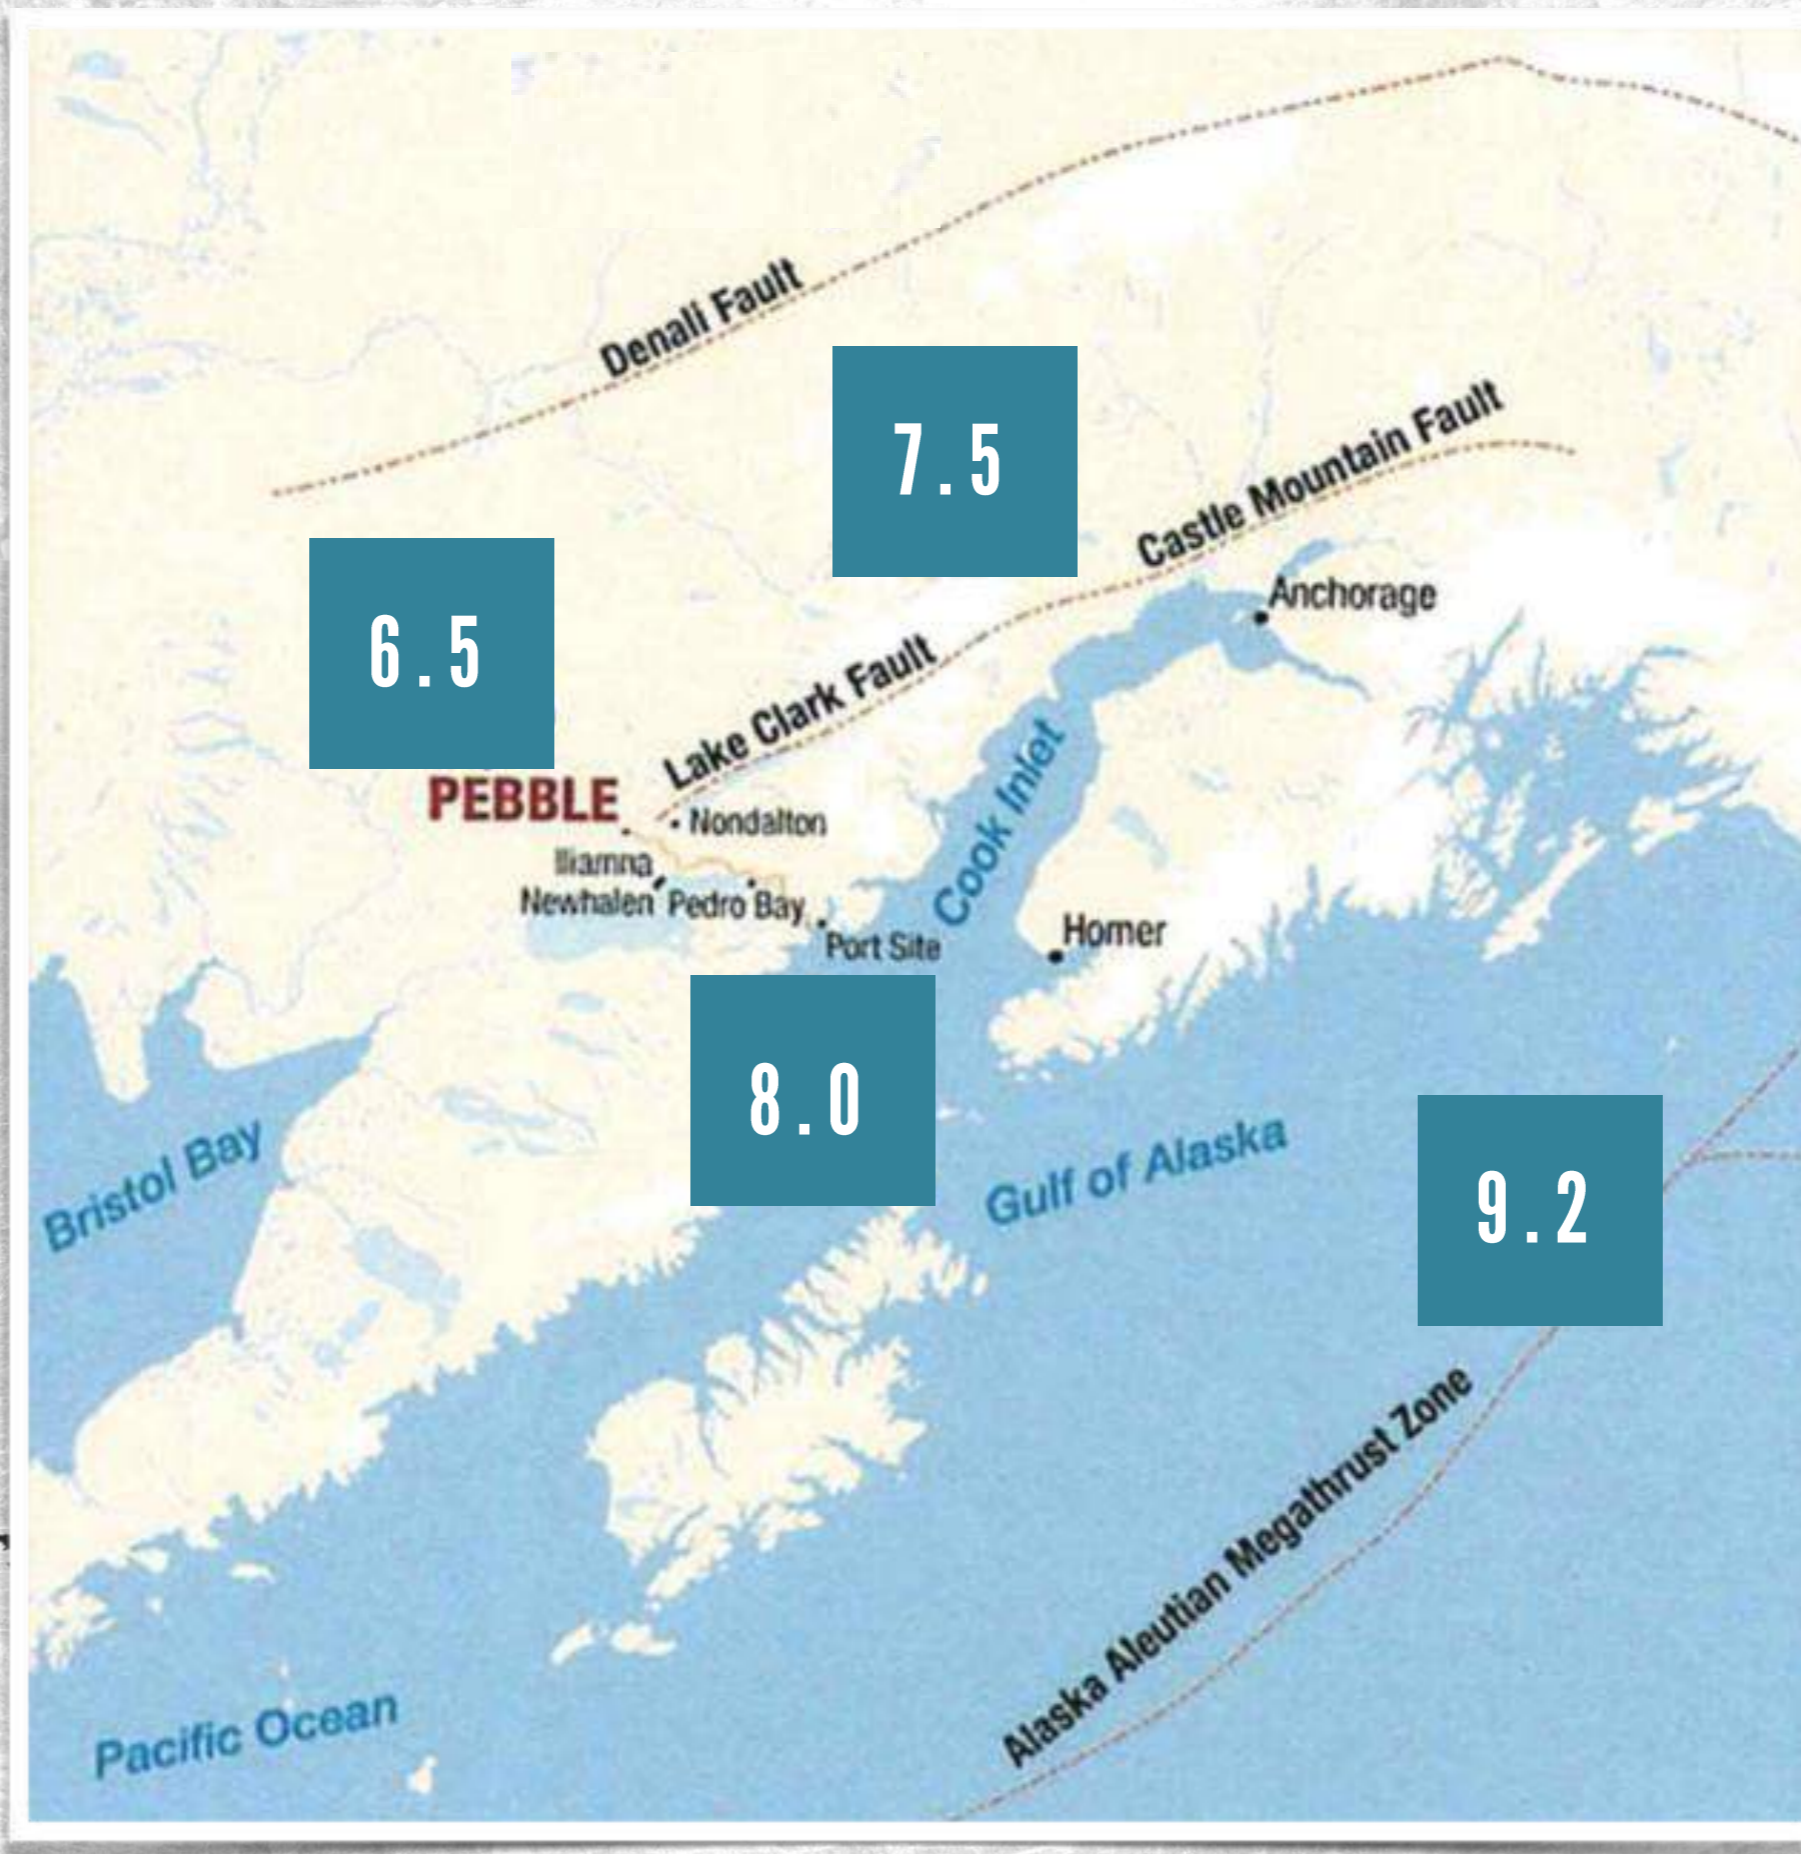 Denali Fault
7.5
Castle Mountain Fault
6.5
Anchorage
Lake Clark Fault
PEBBLE
Nondalton
Cook Inlet
Iliamna
Newhalen
Pedro Bay
Port Site
Homer
8.0
9.2
Gulf of Alaska
Bristol Bay
Alaska Aleutian Megathrust Zone
Pacific Ocean